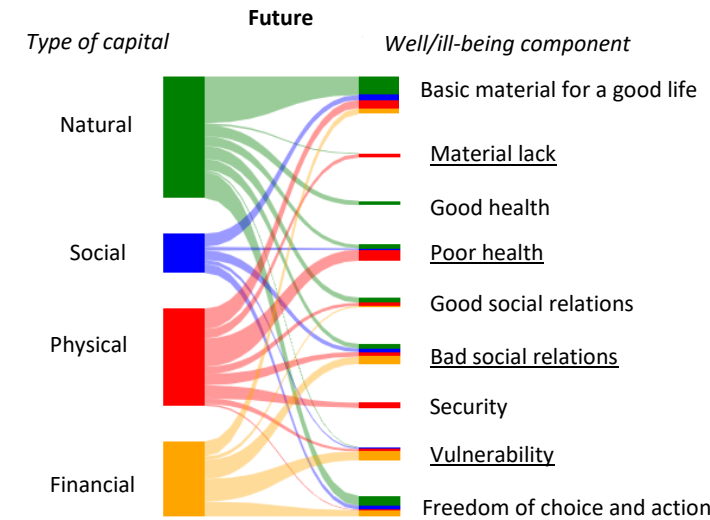 Future
Type of capital
Well/ill-being component
Natural
Social
Physical
Financial
Basic material for a good life
Material lack
Good health
Poor health
Good social relations
Bad social relations
Security
Vulnerability
Freedom of choice and action